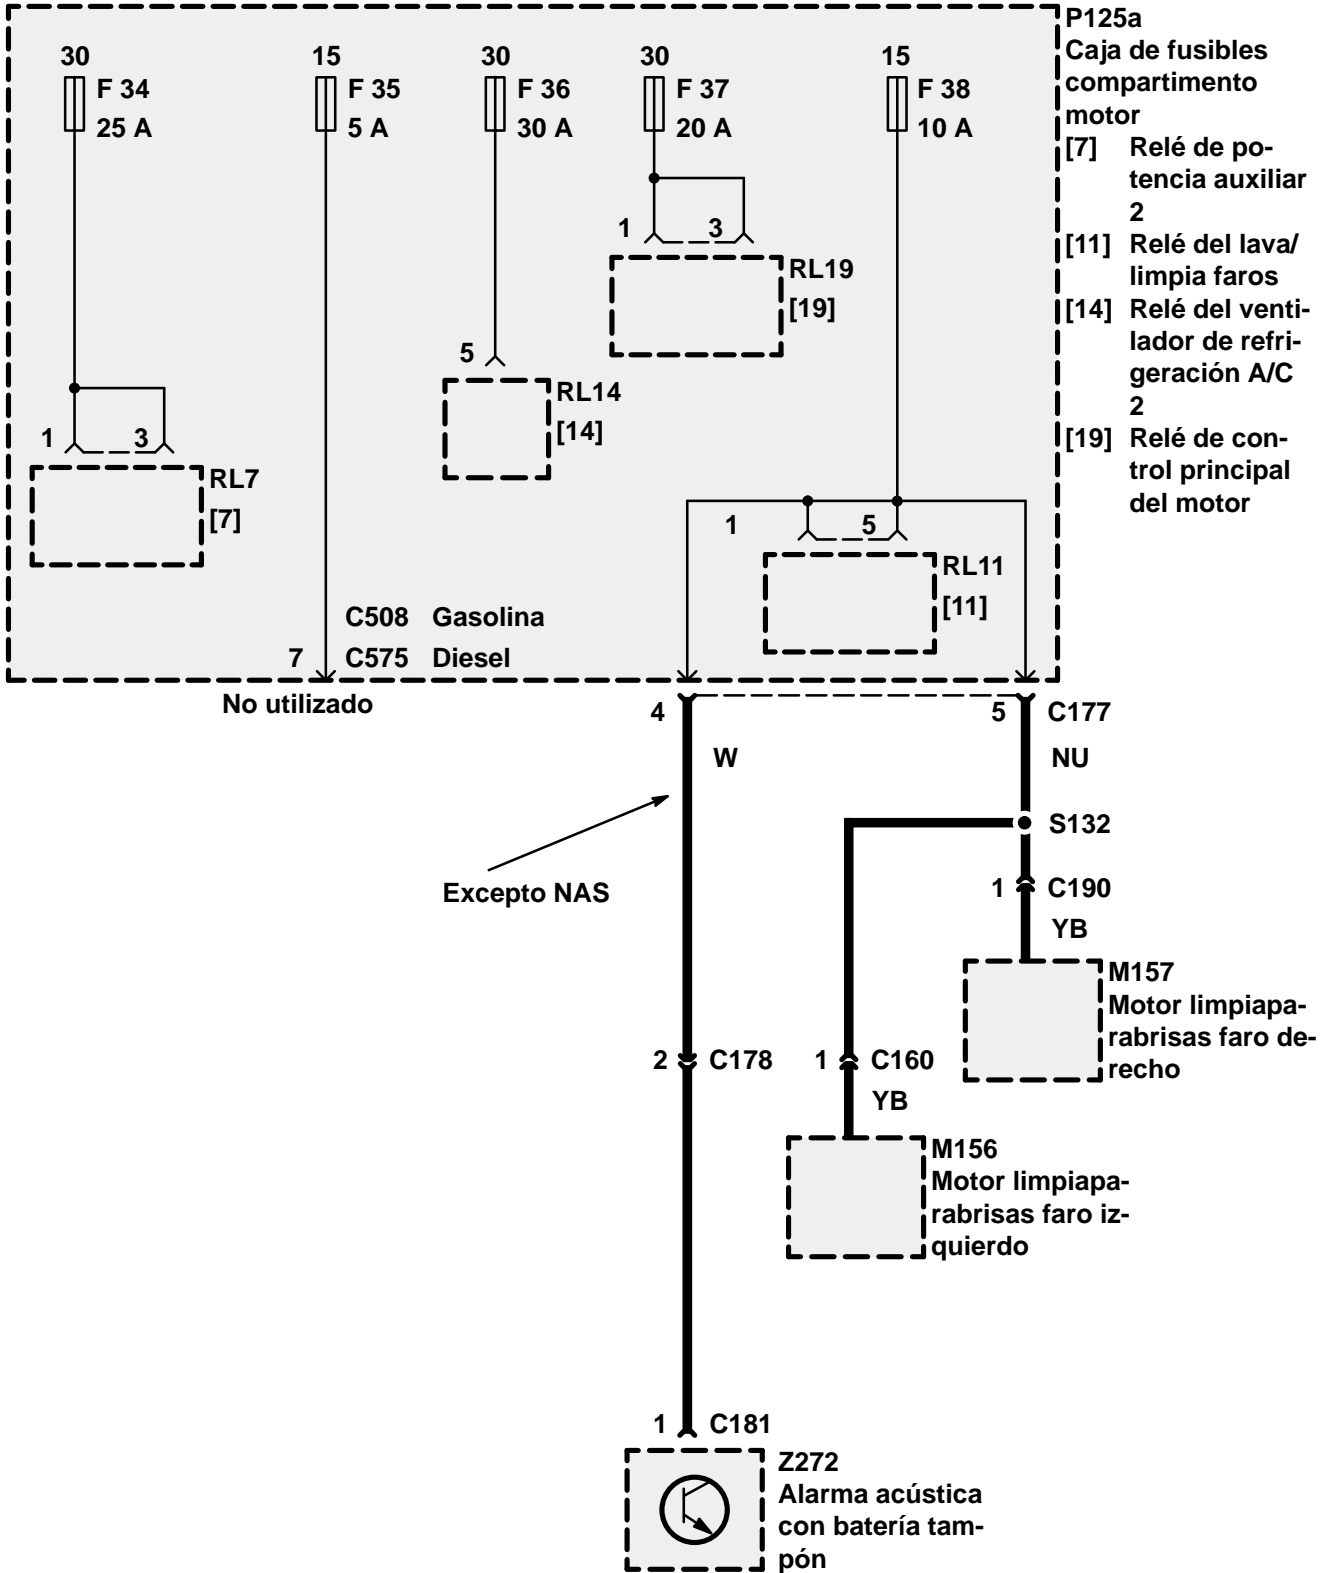 P125a
Caja de fusibles
compartimento
motor
[7] Relé de po-
tencia auxiliar
2
[11] Relé del lava/
limpia faros
[14] Relé del venti-
lador de refri-
geración A/C
2
[19] Relé de con-
trol principal
del motor
30 15 30 30 15
F 34 F 35 F 36 F 37 F 38
25 A 5 A 30 A 20 A 10 A
1 3
RL19
[19]
5
RL14
[14]
1 3
RL7
[7]
1 5
RL11
[11]
C508 Gasolina
7 C575 Diesel
No utilizado
4 5 C177
W NU
S132
Excepto NAS
1 C190
YB
M157
Motor limpiapa-
rabrisas faro de-
recho
2 C178 1 C160
YB
M156
Motor limpiapa-
rabrisas faro iz-
quierdo
1 C181
Z272
Alarma acústica
con batería tam-
pón